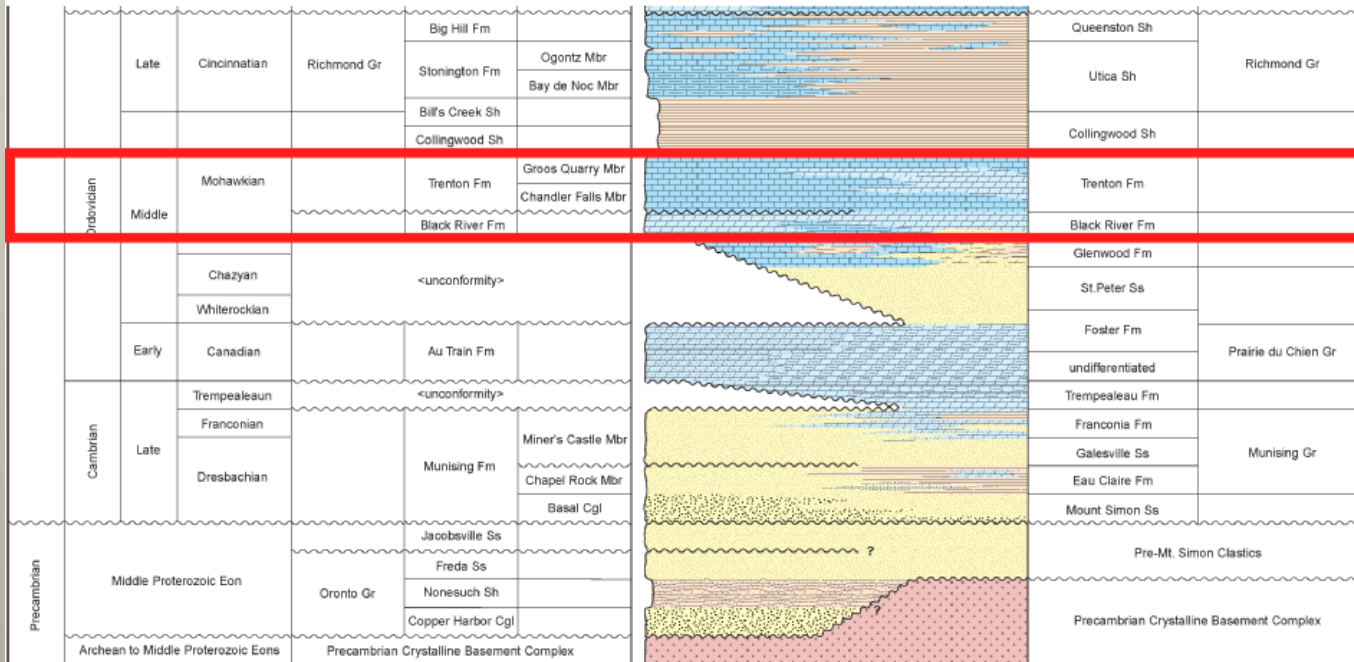 Big Hill Fm
Queenston Sh
Late
Cincinnatian
Richmond Gr
Stonington Fm
Ogontz Mbr
Bay de Noc Mbr
Utica Sh
Richmond Gr
Bill's Creek Sh
Collingwood Sh
Collingwood Sh
Ordovician
Middle
Mohawkian
Trenton Fm
Groos Quarry Mbr
Chandler Falls Mbr
Trenton Fm
Black River Fm
Black River Fm
Glenwood Fm
Chazyan
<unconformity>
St.Peter Ss
Whiterockian
Foster Fm
Early
Canadian
Au Train Fm
Prairie du Chien Gr
undifferentiated
Cambrian
Late
Trempealeaun
<unconformity>
Trempealeau Fm
Franconian
Franconia Fm
Miner's Castle Mbr
Galesville Ss
Munising Gr
Dresbachian
Munising Fm
Chapel Rock Mbr
Eau Claire Fm
Basal Cgl
Mount Simon Ss
Precambrian
Middle Proterozoic Eon
Jacobsville Ss
?
Pre-Mt. Simon Clastics
Oronto Gr
Freda Ss
Nonesuch Sh
Copper Harbor Cgl
?
Precambrian Crystalline Basement Complex
Archean to Middle Proterozoic Eons
Precambrian Crystalline Basement Complex